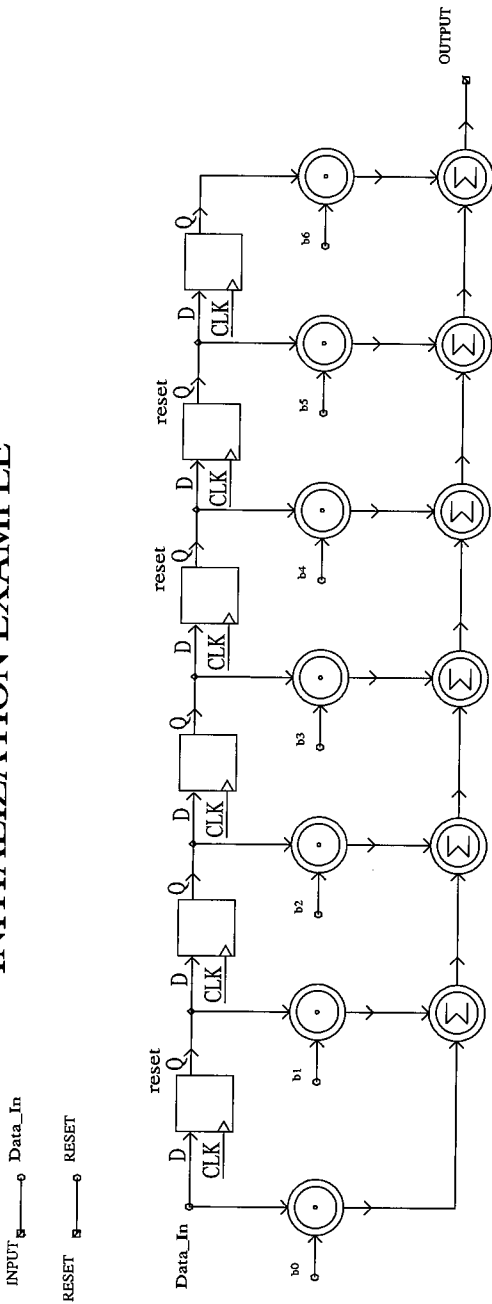 INITIALIZATION EXAMPLE
INPUT
Data_In
RESET
RESET
Data_In
D
CLK
reset
Q
D
CLK
Q
D
CLK
Q
D
CLK
reset
Q
D
CLK
reset
Q
D
CLK
Q
b0
b1
b2
b3
b4
b5
b6
Σ
Σ
Σ
Σ
Σ
Σ
OUTPUT